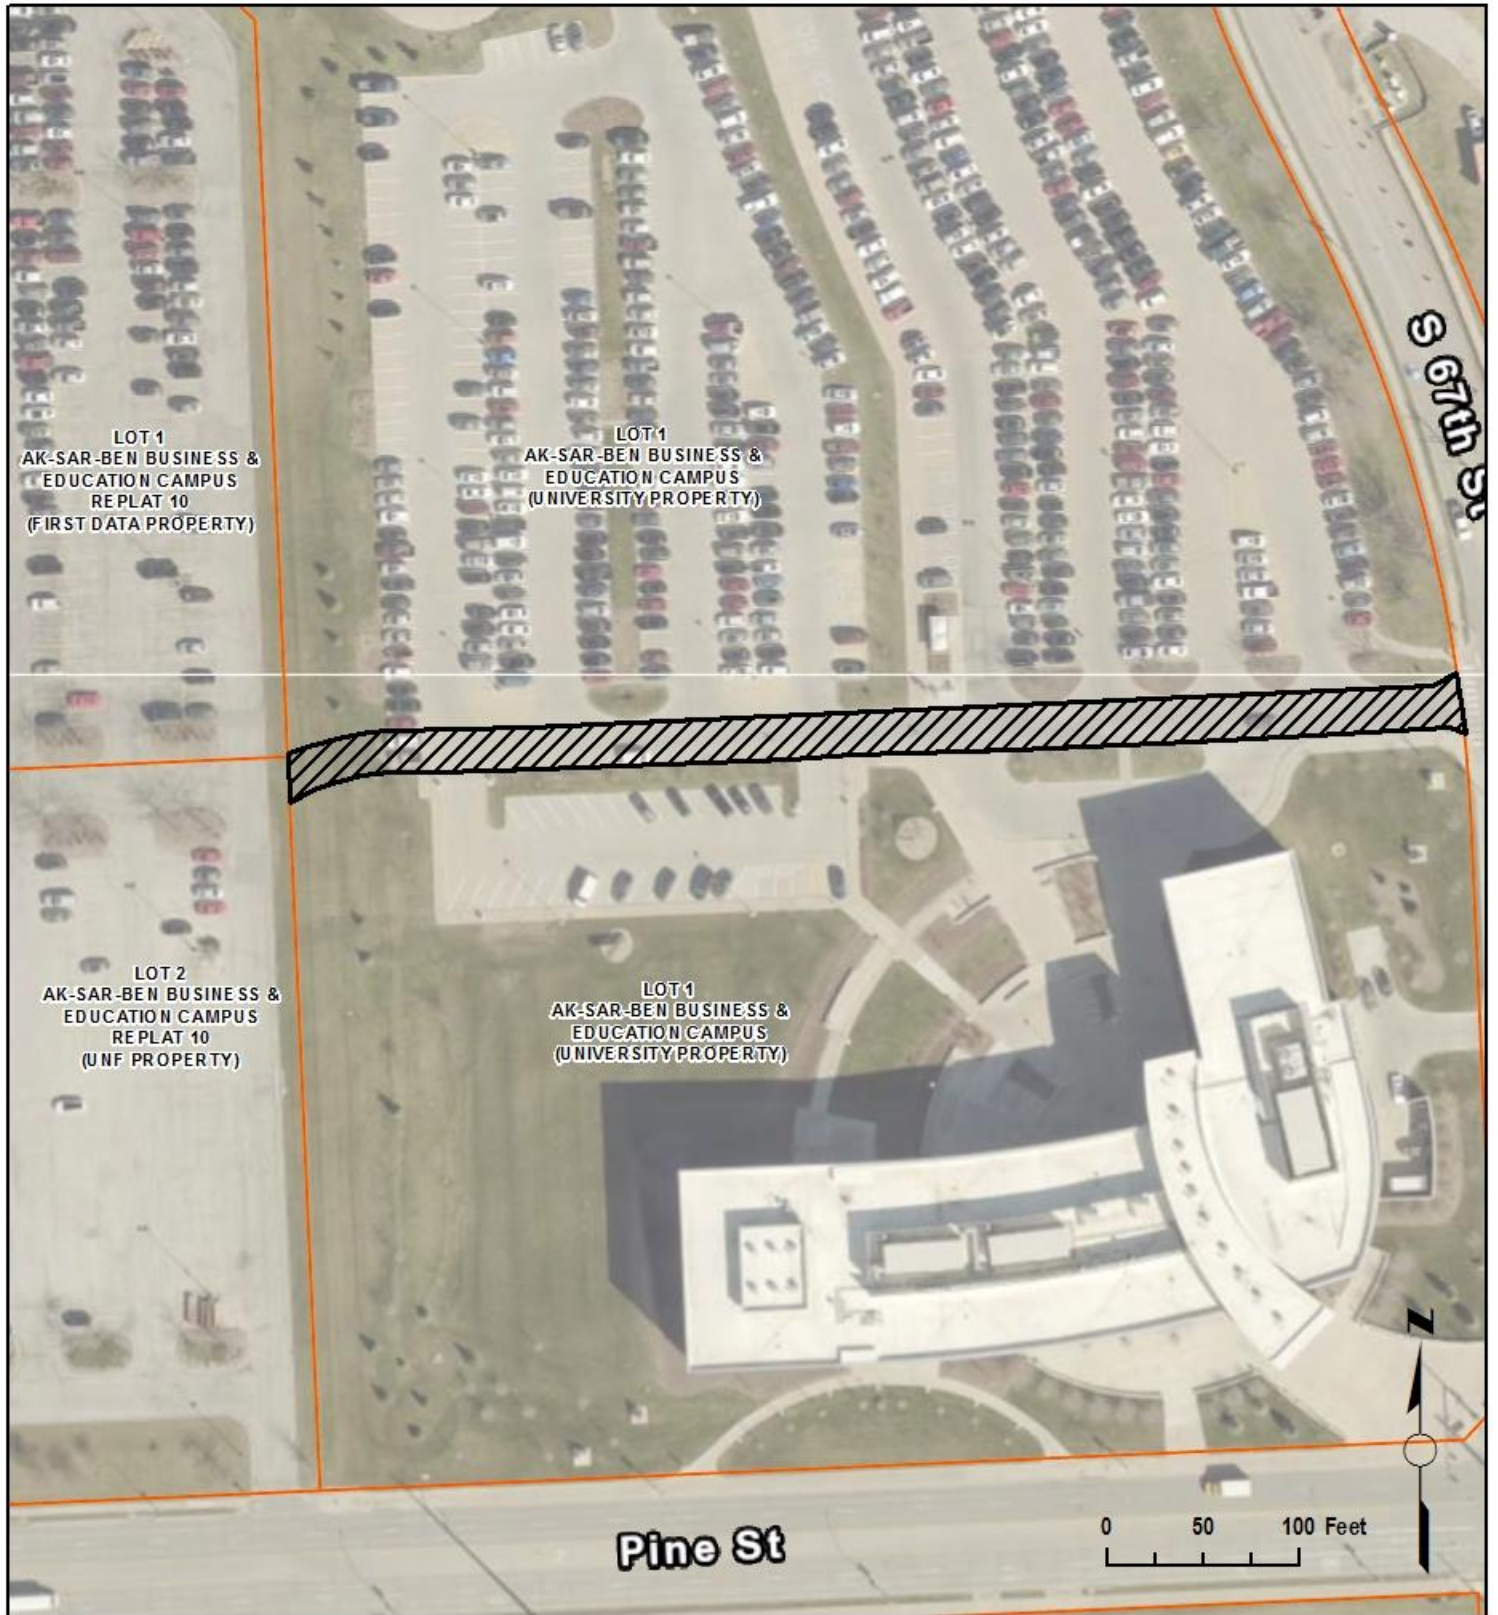 S 67th St
LOT 1
AK-SAR-BEN BUSINESS &
EDUCATION CAMPUS
REPLAT 10
(FIRST DATA PROPERTY)
LOT 1
AK-SAR-BEN BUSINESS &
EDUCATION CAMPUS
(UNIVERSITY PROPERTY)
LOT 2
AK-SAR-BEN BUSINESS &
EDUCATION CAMPUS
REPLAT 10
(UNF PROPERTY)
LOT 1
AK-SAR-BEN BUSINESS &
EDUCATION CAMPUS
(UNIVERSITY PROPERTY)
N
0 50 100 Feet
Pine St